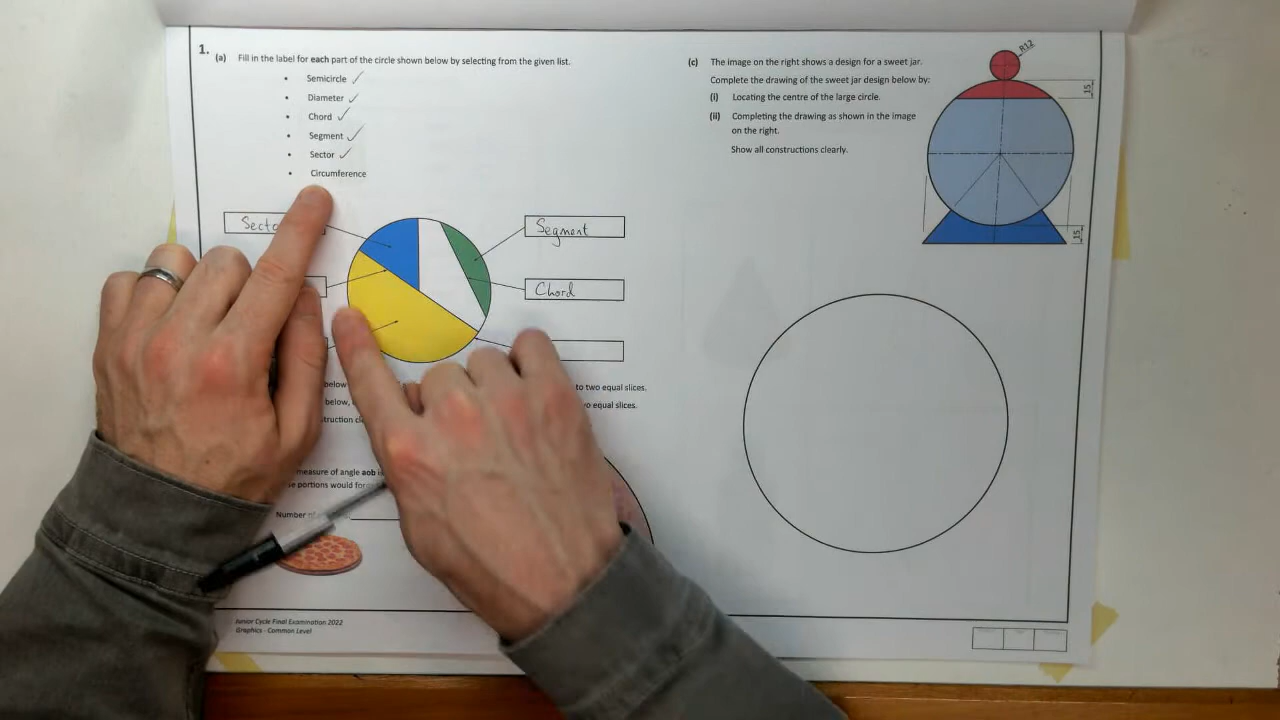 1.
(a) Fill in the label for each part of the circle shown below by selecting from the given list.
• Semicircle ✓
• Diameter ✓
• Chord ✓
• Segment ✓
• Sector ✓
• Circumference
Segment
Chord
below to two equal slices.
below, equal slices.
measure of angle aob
portions would
Number
Junior Cycle Final Examination 2022
Graphics - Common Level
(c) The image on the right shows a design for a sweet jar.
Complete the drawing of the sweet jar design below by:
(i) Locating the centre of the large circle.
(ii) Completing the drawing as shown in the image
on the right.
Show all constructions clearly.
R12
15
15